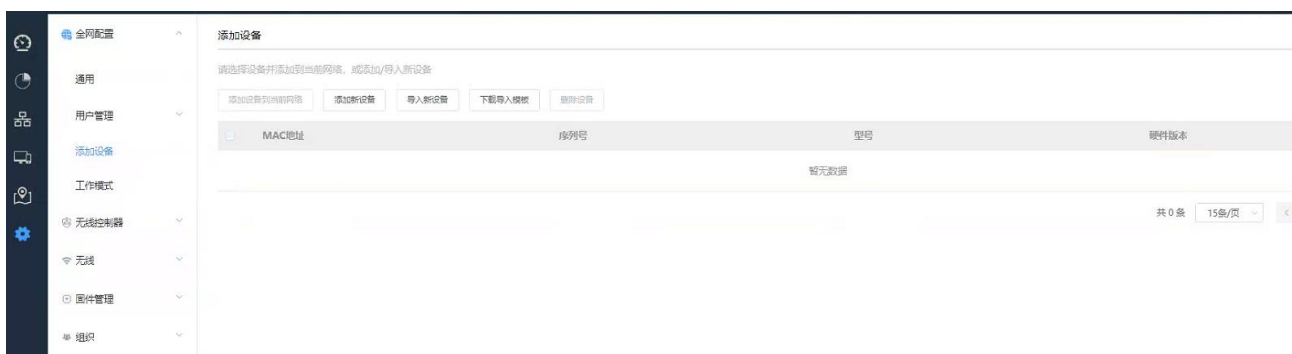 全网配置
通用
用户管理
添加设备
工作模式
无线控制器
无线
固件管理
组织
添加设备
请选择设备并添加到当前网络，或添加/导入新设备
添加设备到当前网络 添加新设备 导入新设备 下载导入模板 删除设备
MAC地址 序列号 型号 硬件版本
暂无数据
共 0 条 15条/页